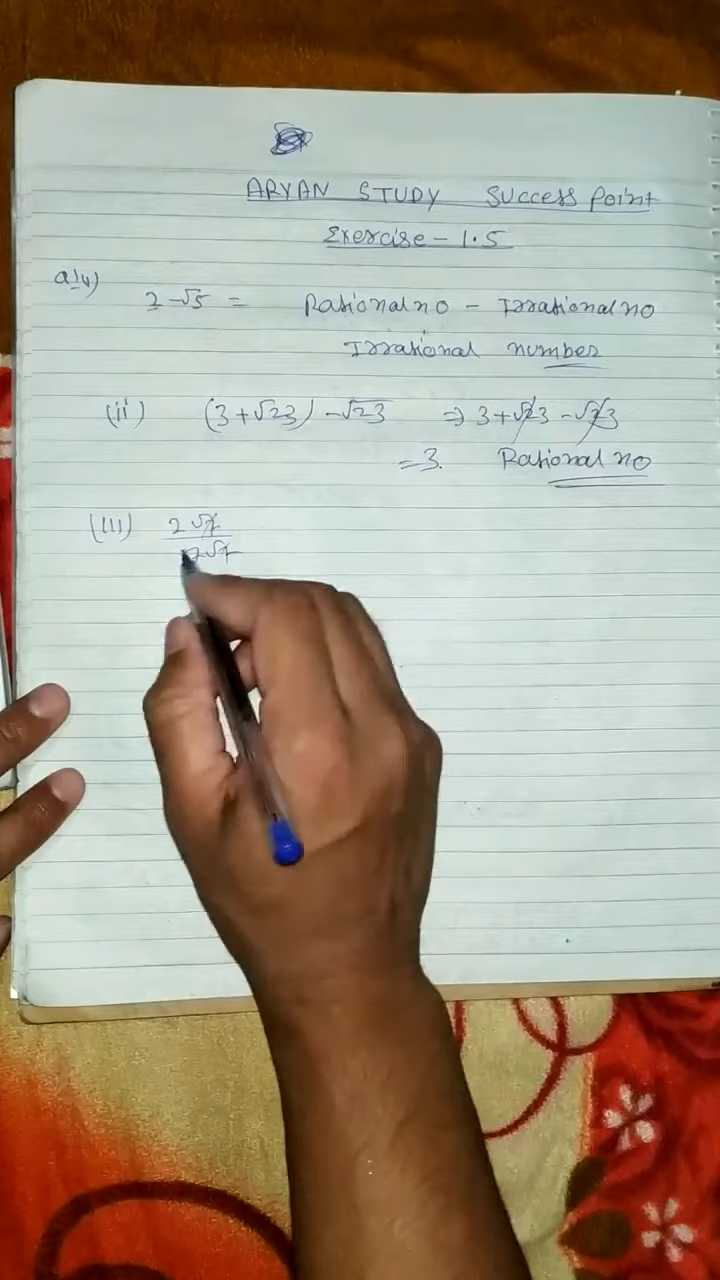 ARYAN STUDY Success Point
Exercise - 1.5
Q1(i) 2-√5 = Rational no - Irrational no
Irrational number
(ii) (3+√23) - √23 ⇒ 3+√23 - √23
=3. Rational no
(iii) 2√7
7√7